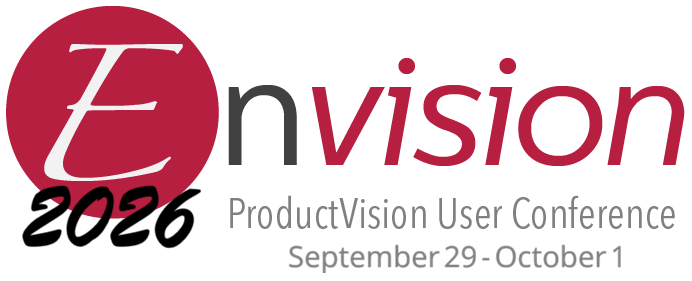 Envision
2026
ProductVision User Conference
September 29 - October 1